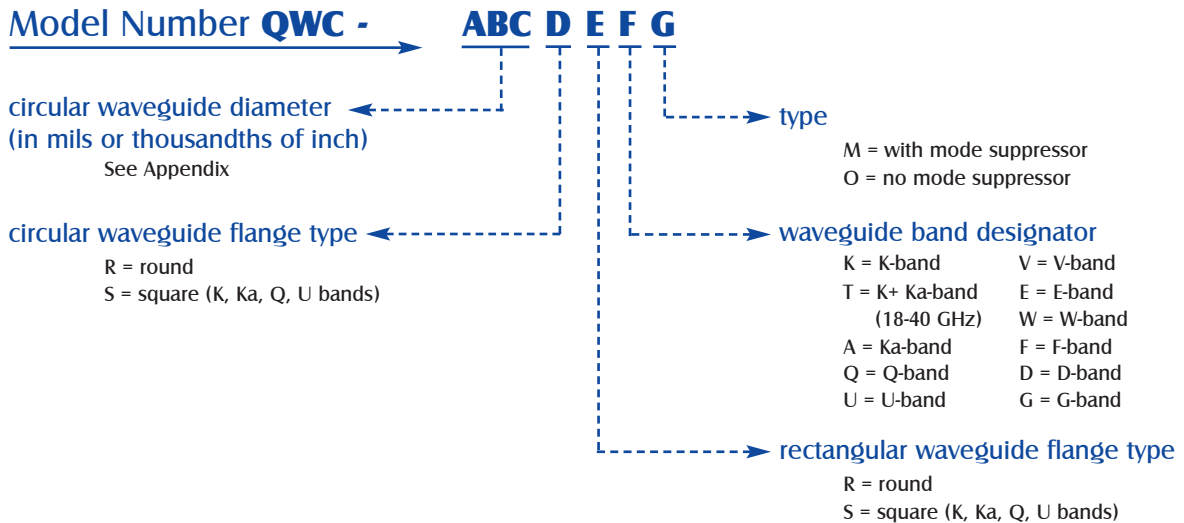 Model Number QWC - ABC D E F G
circular waveguide diameter
(in mils or thousandths of inch)
See Appendix
circular waveguide flange type
R = round
S = square (K, Ka, Q, U bands)
type
M = with mode suppressor
O = no mode suppressor
waveguide band designator
K = K-band V = V-band
T = K+ Ka-band E = E-band
(18-40 GHz) W = W-band
A = Ka-band F = F-band
Q = Q-band D = D-band
U = U-band G = G-band
rectangular waveguide flange type
R = round
S = square (K, Ka, Q, U bands)